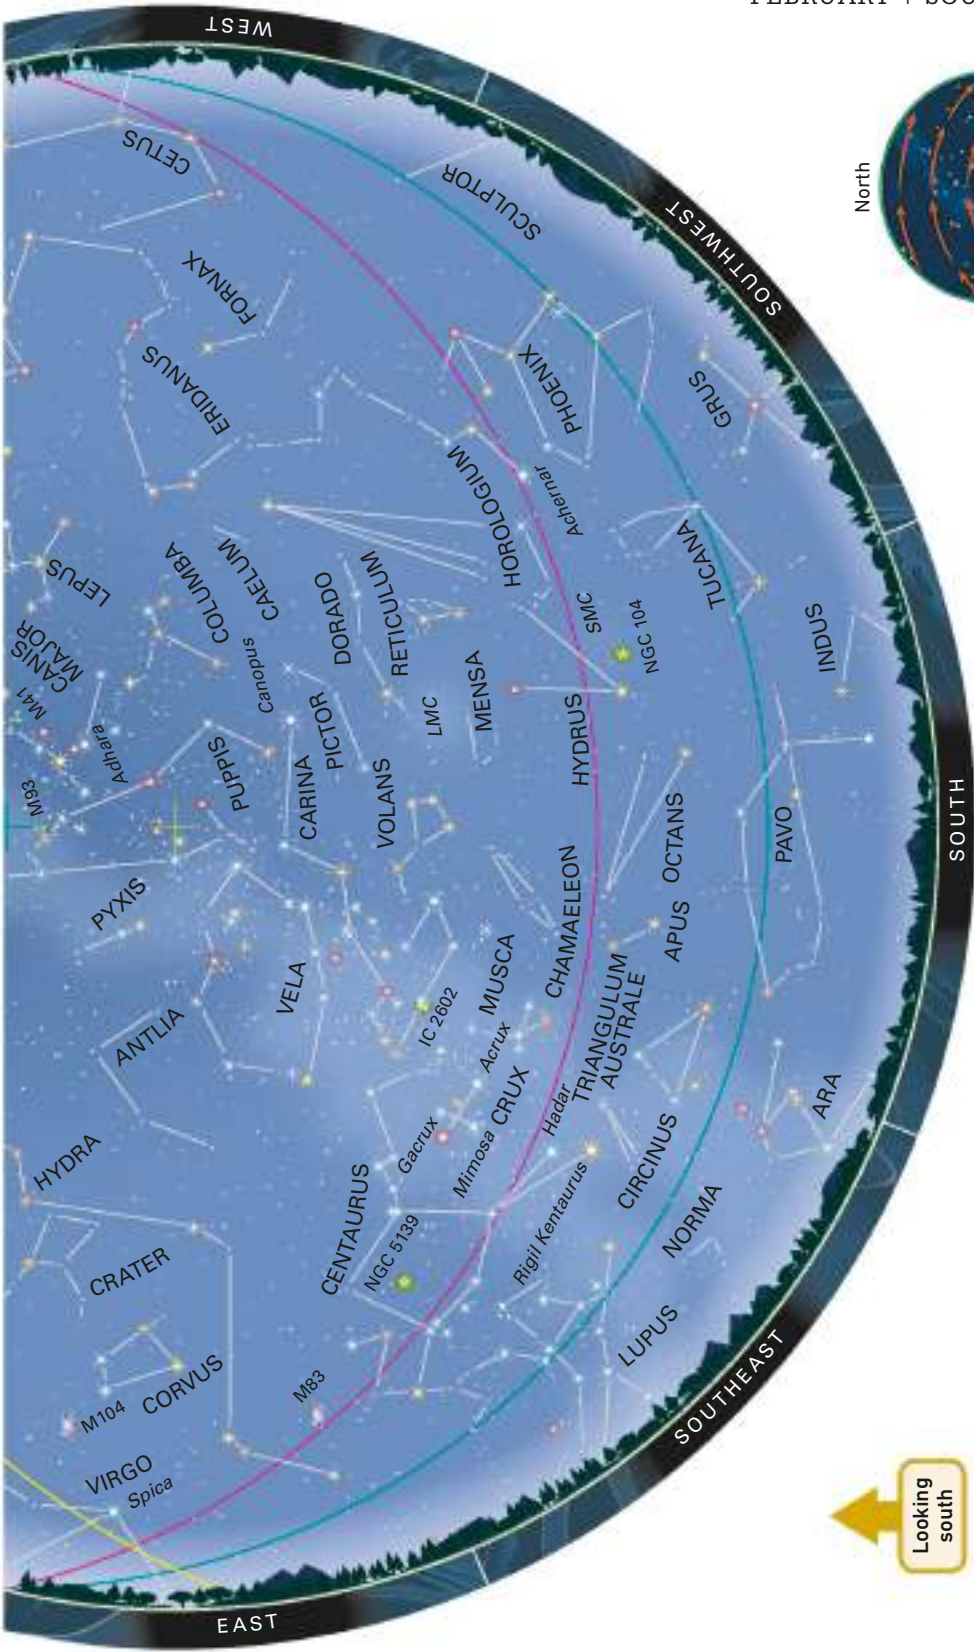 WEST
CETUS
SCULPTOR
North
FORNAX
SOUTHWEST
ERIDANUS
PHOENIX
GRUS
HOROLOGIUM
Achernar
LEPUS
COLUMBA
CAELUM
DORADO
RETICULUM
TUCANA
CANIS
MAJOR
M41
Canopus
SMC
NGC 104
INDUS
Adhara
PUPPIS
PICTOR
LMC
MENSA
HYDRUS
M93
CARINA
VOLANS
OCTANS
PAVO
SOUTH
PYXIS
CHAMAELEON
APUS
VELA
MUSCA
IC 2602
ANTLIA
Acrux
TRIANGULUM
AUSTRALE
CRUX
Hadar
ARA
HYDRA
Gacrux
Mimosa
CIRCINUS
CENTAURUS
NGC 5139
Rigil Kentaurus
NORMA
CRATER
LUPUS
CORVUS
M104
M83
SOUTHEAST
VIRGO
Spica
Looking
south
EAST